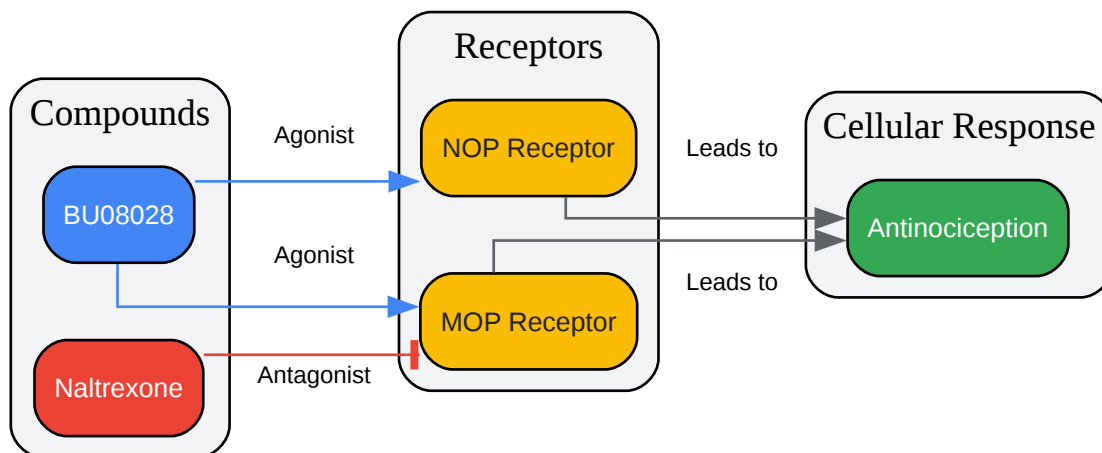 Compounds
BU08028
Naltrexone
Agonist
Agonist
Antagonist
Receptors
NOP Receptor
MOP Receptor
Leads to
Leads to
Cellular Response
Antinociception